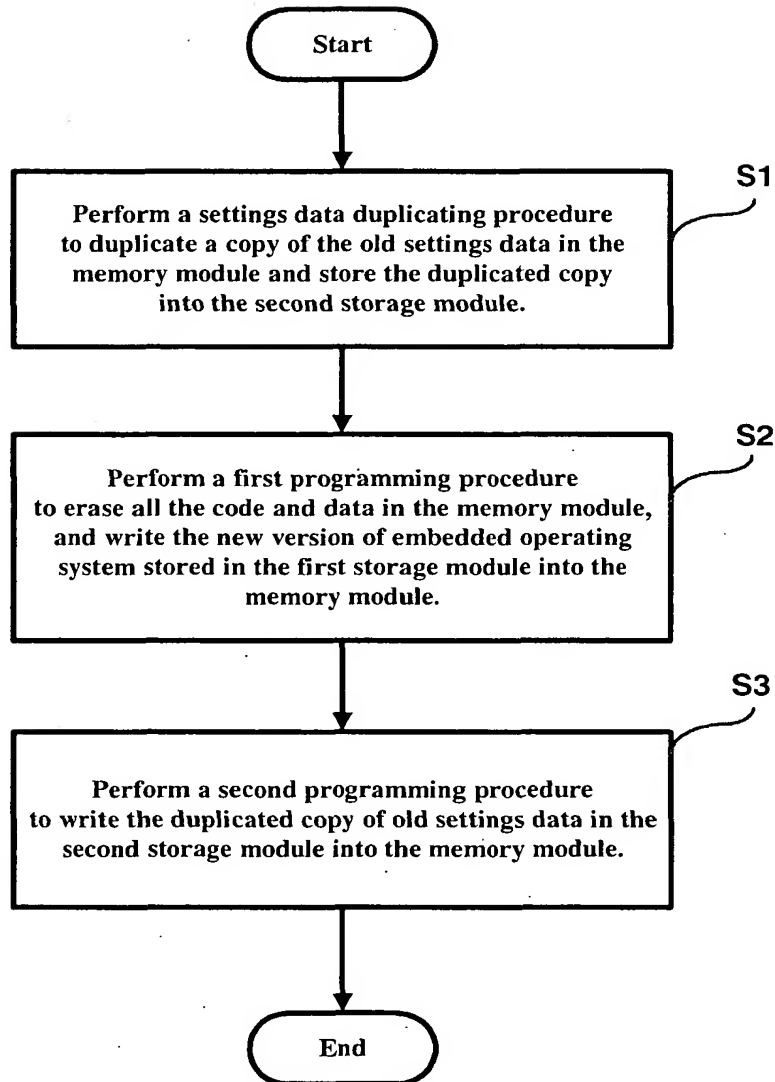 Start
S1
Perform a settings data duplicating procedure
to duplicate a copy of the old settings data in the
memory module and store the duplicated copy
into the second storage module.
S2
Perform a first programming procedure
to erase all the code and data in the memory module,
and write the new version of embedded operating
system stored in the first storage module into the
memory module.
S3
Perform a second programming procedure
to write the duplicated copy of old settings data in the
second storage module into the memory module.
End